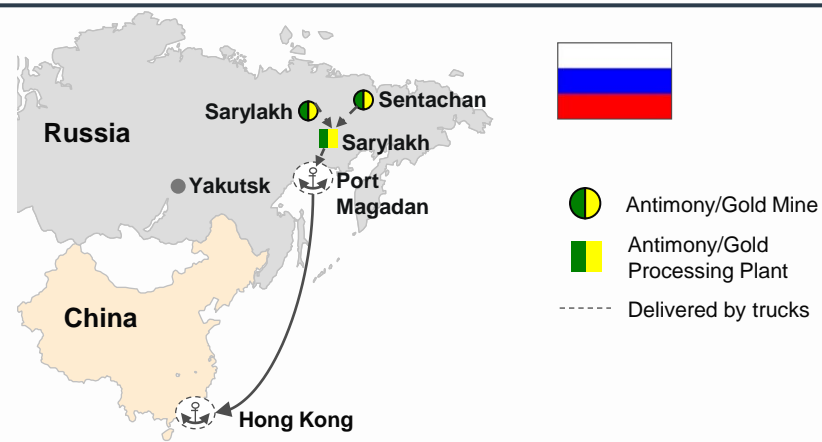 Sarylakh
Sentachan
Russia
Sarylakh
Yakutsk
Port
Magadan
China
Hong Kong
Antimony/Gold Mine
Antimony/Gold
Processing Plant
Delivered by trucks